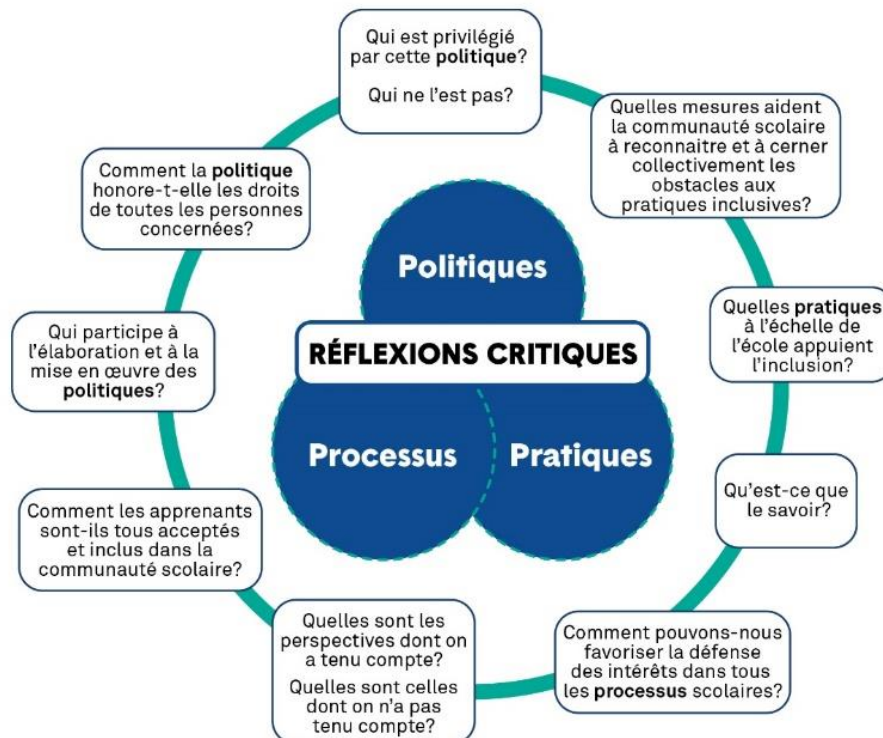 Qui est privilégié
par cette politique?
Qui ne l'est pas?
Quelles mesures aident
la communauté scolaire
à reconnaitre et à cerner
collectivement les
obstacles aux
pratiques inclusives?
Quelles pratiques
à l'échelle de
l'école appuient
l'inclusion?
Qu'est-ce que
le savoir?
Comment pouvons-nous
favoriser la défense
des intérêts dans tous
les processus scolaires?
Quelles sont les
perspectives dont on
a tenu compte?
Quelles sont celles
dont on n'a pas
tenu compte?
Comment les apprenants
sont-ils tous acceptés
et inclus dans la
communauté scolaire?
Qui participe à
l'élaboration et à la
mise en œuvre des
politiques?
Comment la politique
honore-t-elle les droits
de toutes les personnes
concernées?
Politiques
RÉFLEXIONS CRITIQUES
Processus
Pratiques